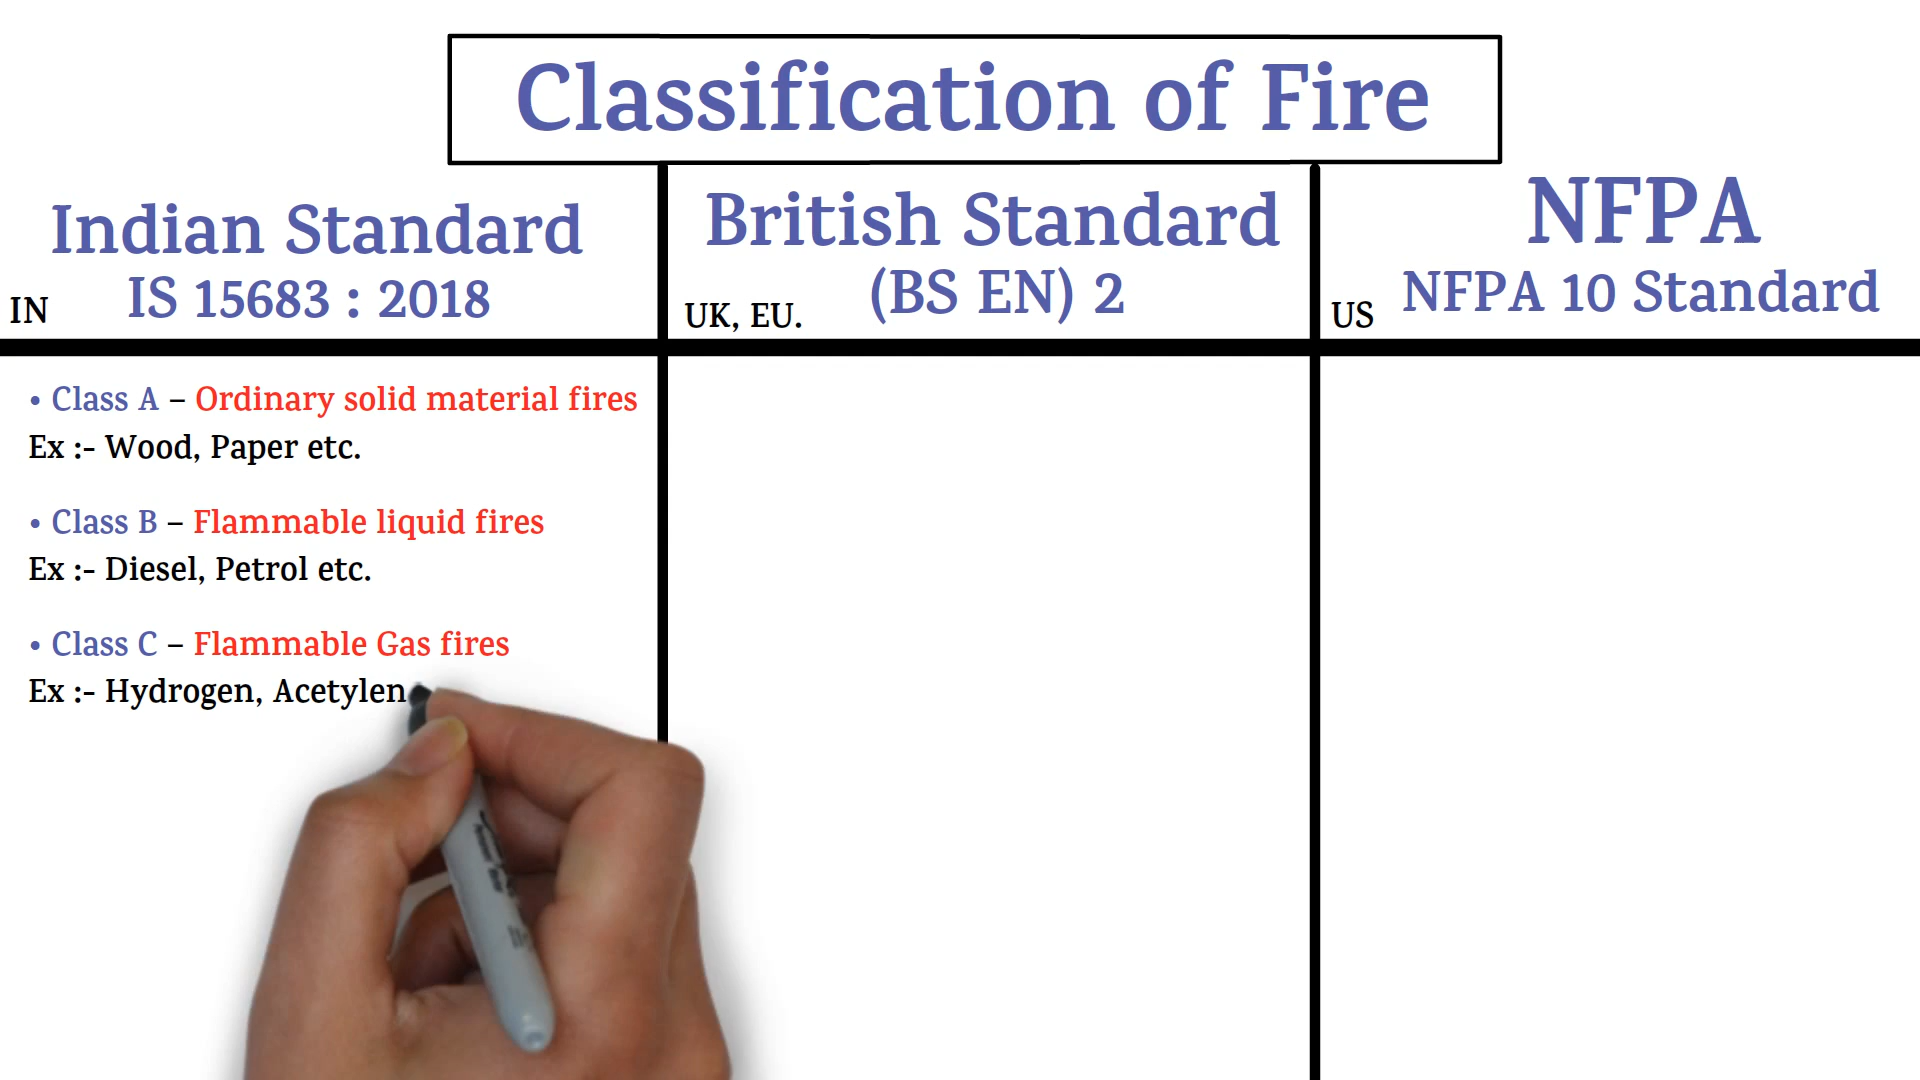 Classification of Fire
Indian Standard
IS 15683 : 2018
IN
British Standard
(BS EN) 2
UK, EU.
NFPA
NFPA 10 Standard
US
• Class A – Ordinary solid material fires
Ex :- Wood, Paper etc.
• Class B – Flammable liquid fires
Ex :- Diesel, Petrol etc.
• Class C – Flammable Gas fires
Ex :- Hydrogen, Acetylen